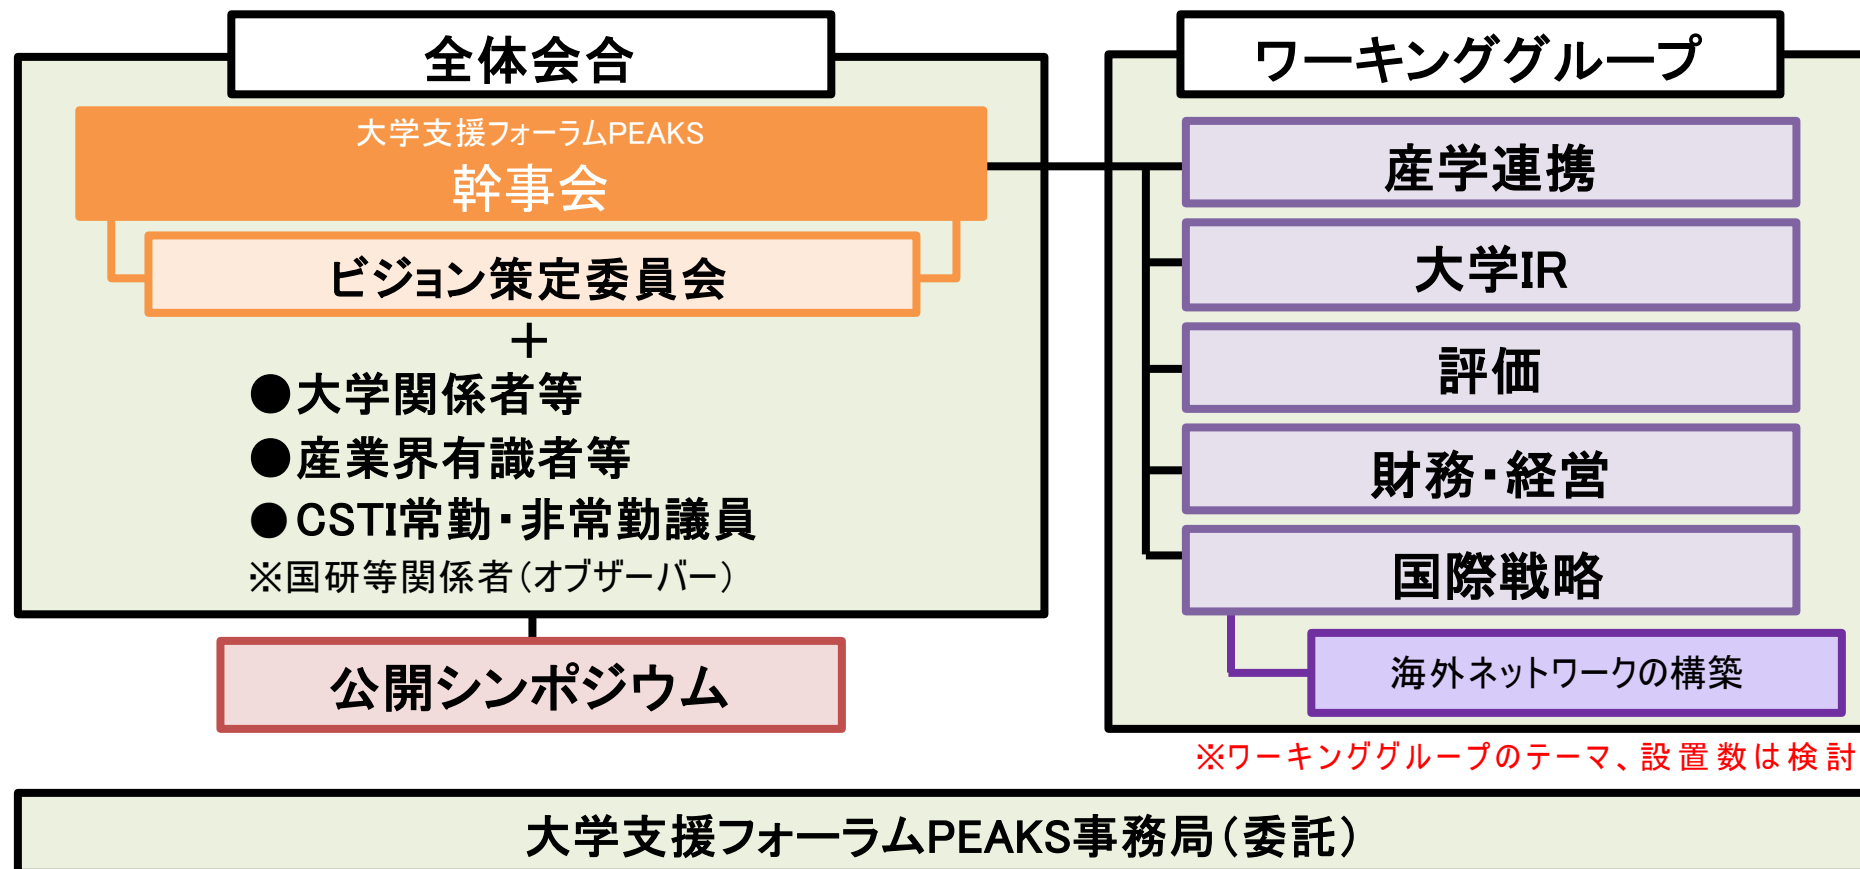 全体会合
大学支援フォーラムPEAKS
幹事会
ビジョン策定委員会
＋
●大学関係者等
●産業界有識者等
●CSTI常勤・非常勤議員
※国研等関係者（オブザーバー）
公開シンポジウム
ワーキンググループ
産学連携
大学IR
評価
財務・経営
国際戦略
海外ネットワークの構築
※ワーキンググループのテーマ、設置数は検討
大学支援フォーラムPEAKS事務局（委託）